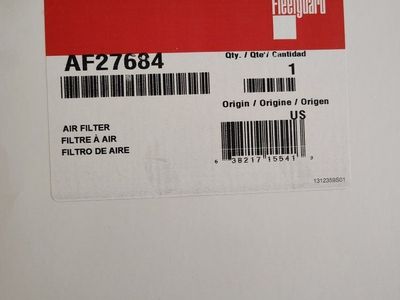 Fleetguard
AF27684
Qty. / Qte / Cantidad
1
Origin / Origine / Origen
US
AIR FILTER
FILTRE À AIR
FILTRO DE AIRE
6 38217 15541 9
1312359S01